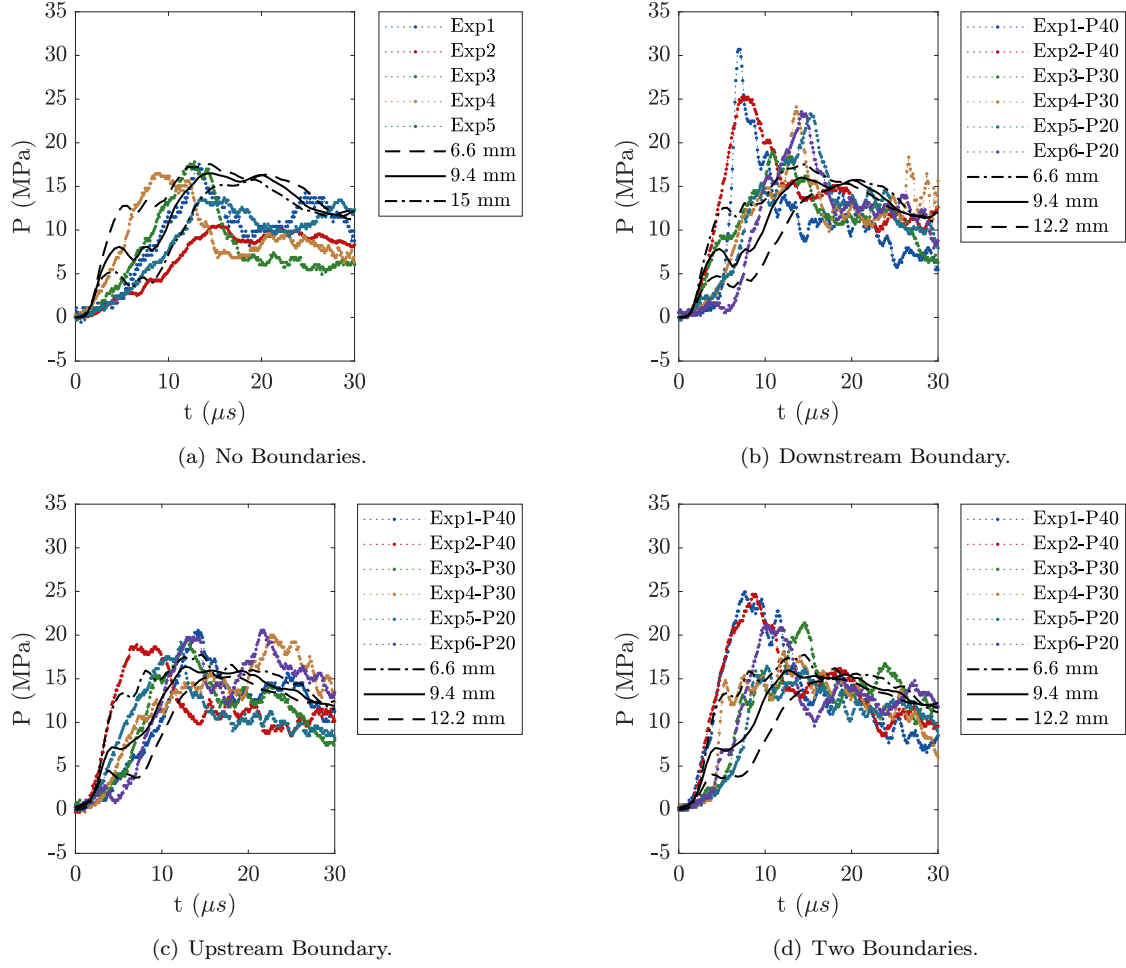 35
30
25
20
15
10
5
0
-5
P (MPa)
0 10 20 30
t (μs)
Exp1
Exp2
Exp3
Exp4
Exp5
6.6 mm
9.4 mm
15 mm
(a) No Boundaries.
35
30
25
20
15
10
5
0
-5
P (MPa)
0 10 20 30
t (μs)
Exp1-P40
Exp2-P40
Exp3-P30
Exp4-P30
Exp5-P20
Exp6-P20
6.6 mm
9.4 mm
12.2 mm
(b) Downstream Boundary.
35
30
25
20
15
10
5
0
-5
P (MPa)
0 10 20 30
t (μs)
Exp1-P40
Exp2-P40
Exp3-P30
Exp4-P30
Exp5-P20
Exp6-P20
6.6 mm
9.4 mm
12.2 mm
(c) Upstream Boundary.
35
30
25
20
15
10
5
0
-5
P (MPa)
0 10 20 30
t (μs)
Exp1-P40
Exp2-P40
Exp3-P30
Exp4-P30
Exp5-P20
Exp6-P20
6.6 mm
9.4 mm
12.2 mm
(d) Two Boundaries.